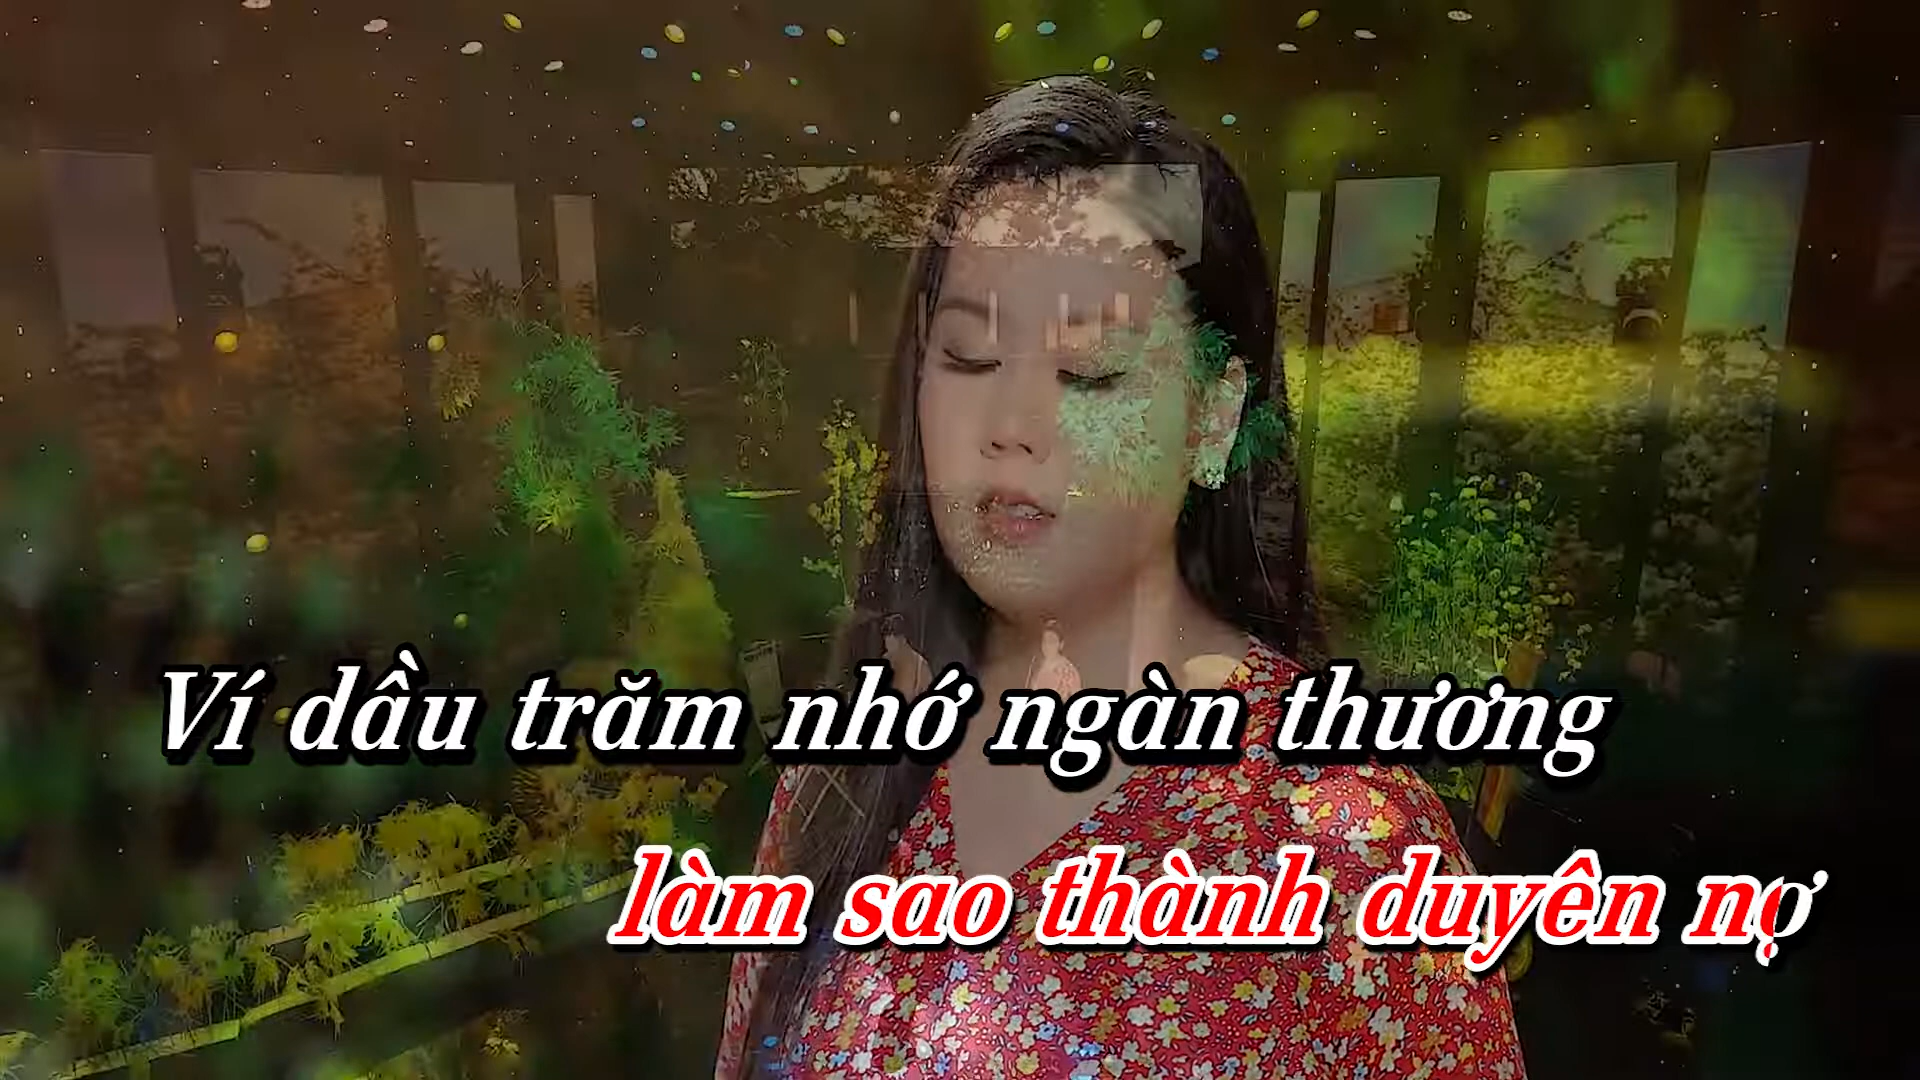 Ví dầu trăm nhớ ngàn thương
làm sao thành duyên nợ